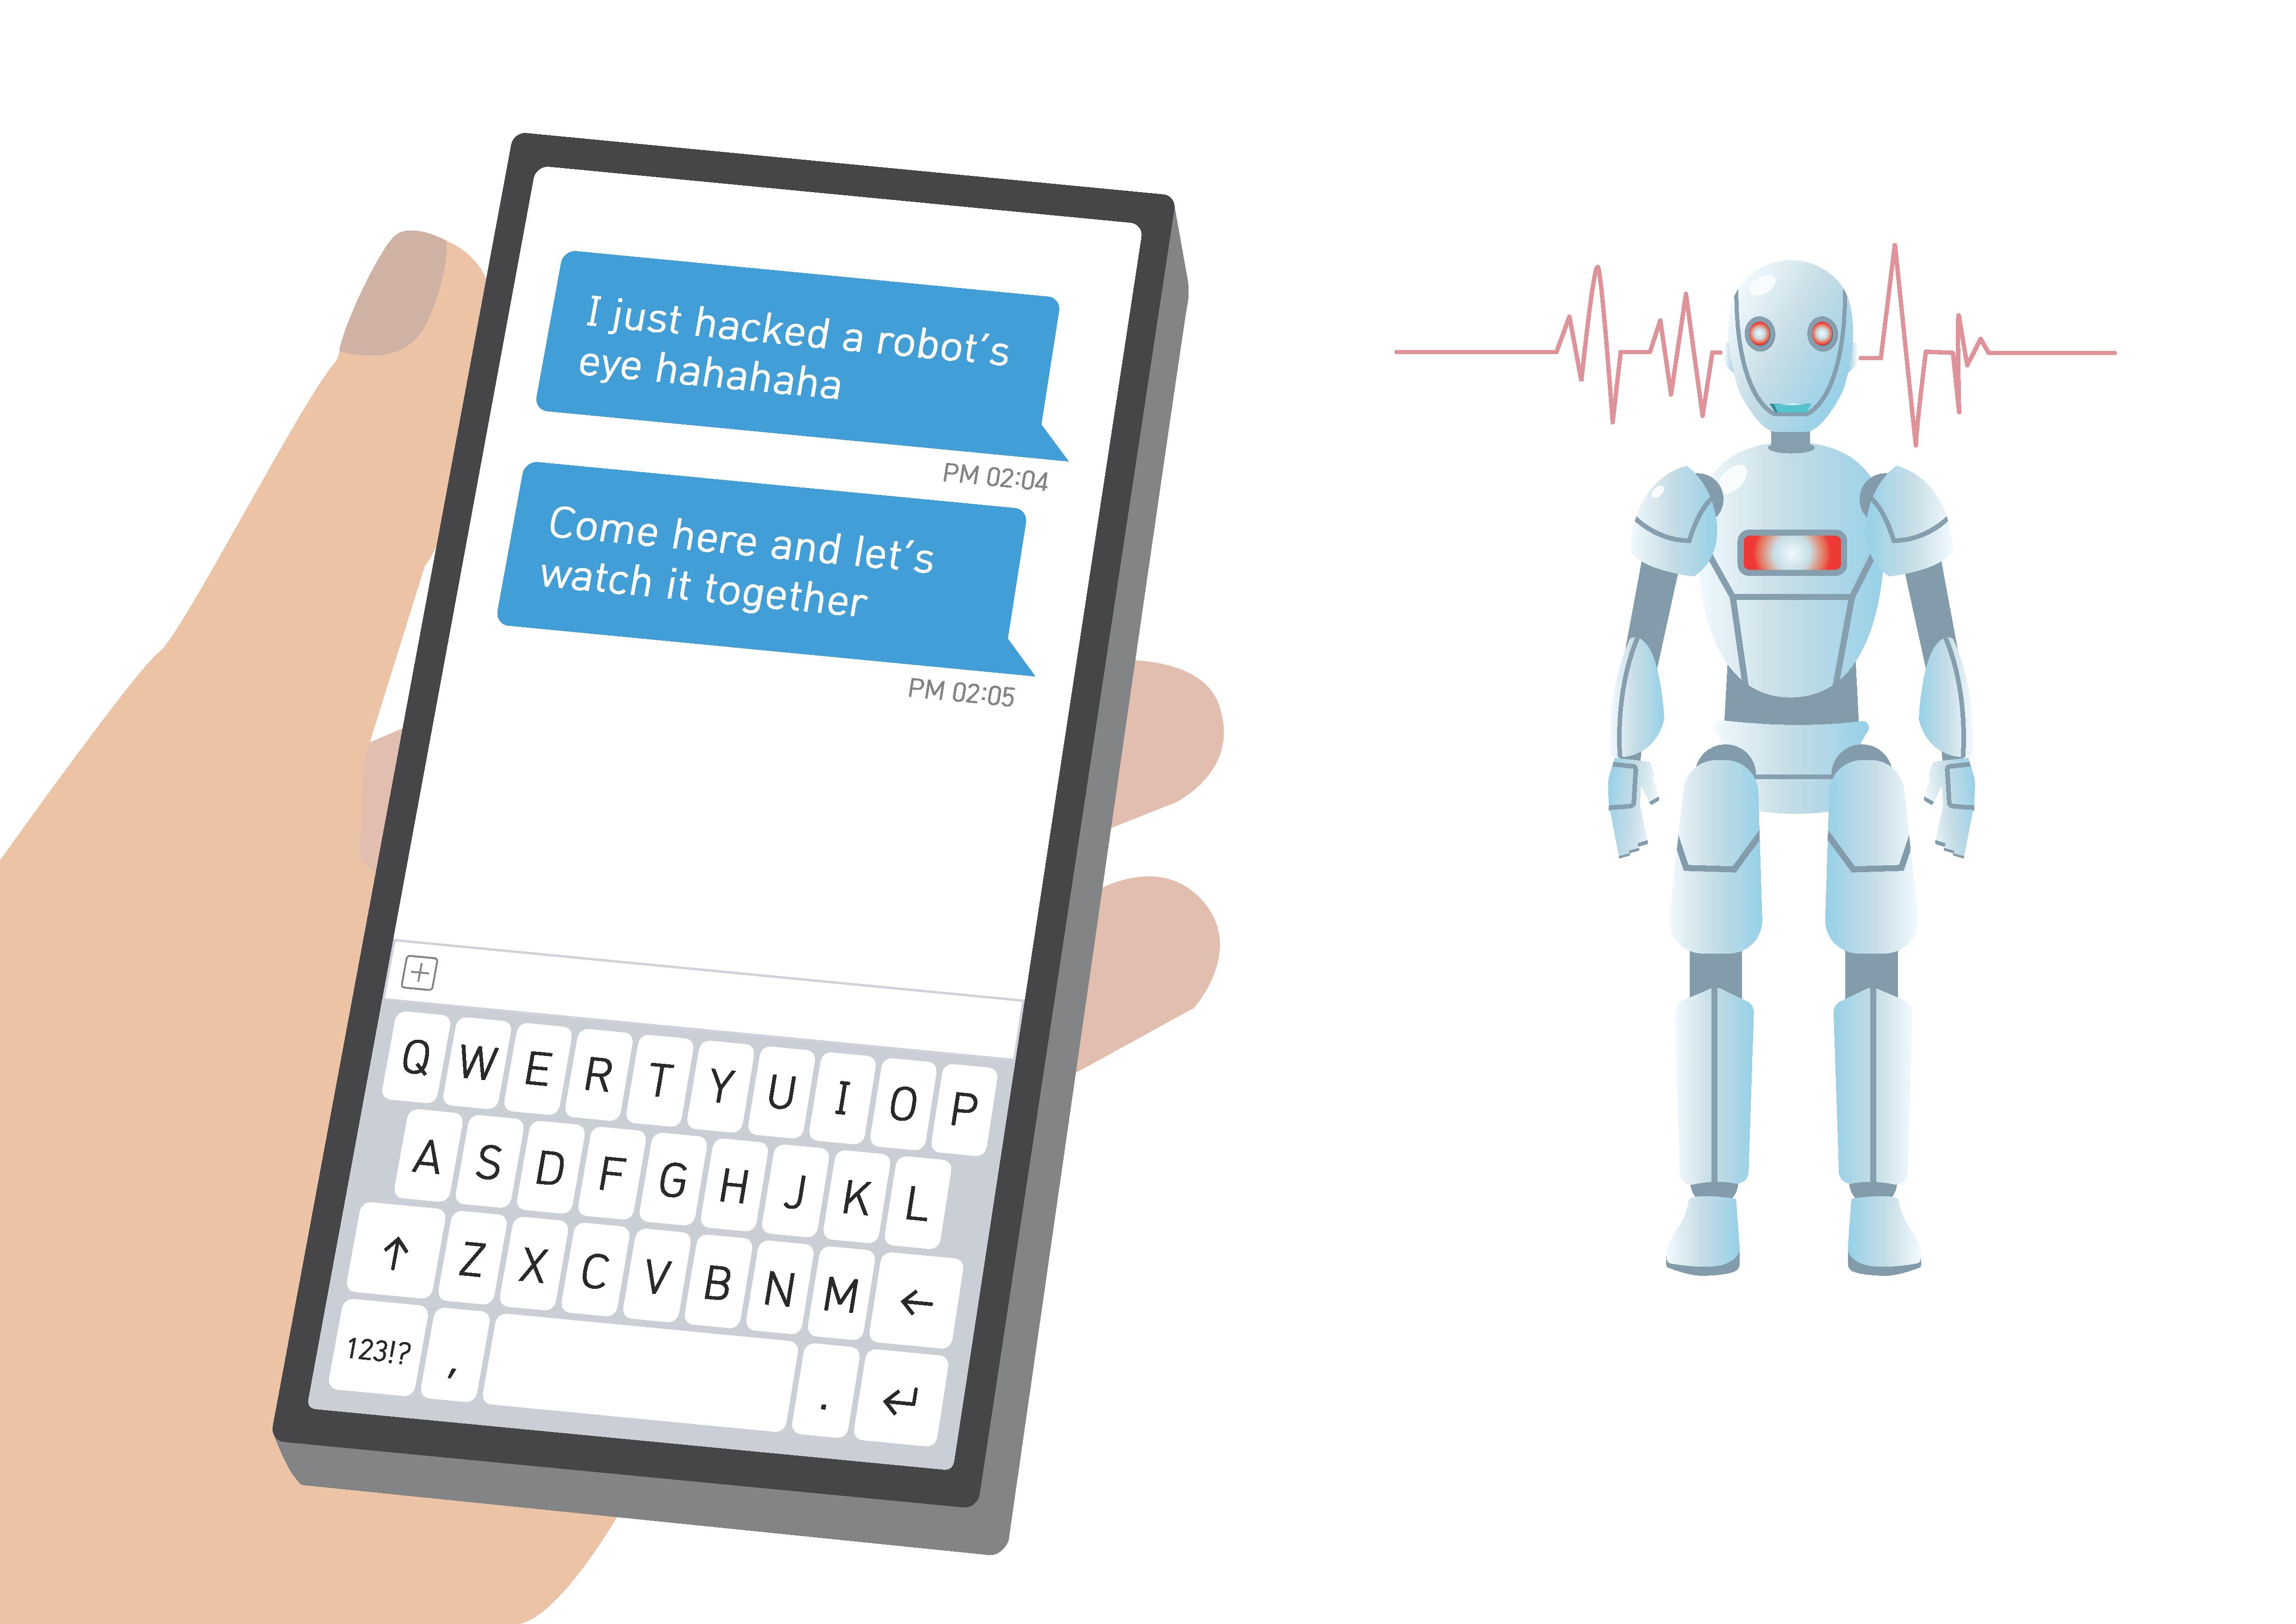 I just hacked a robot's
eye hahahaha
PM 02:04
Come here and let's
watch it together
PM 02:05
Q W E R T Y U I O P
A S D F G H J K L
↑ Z X C V B N M ←
123!? , . ↵